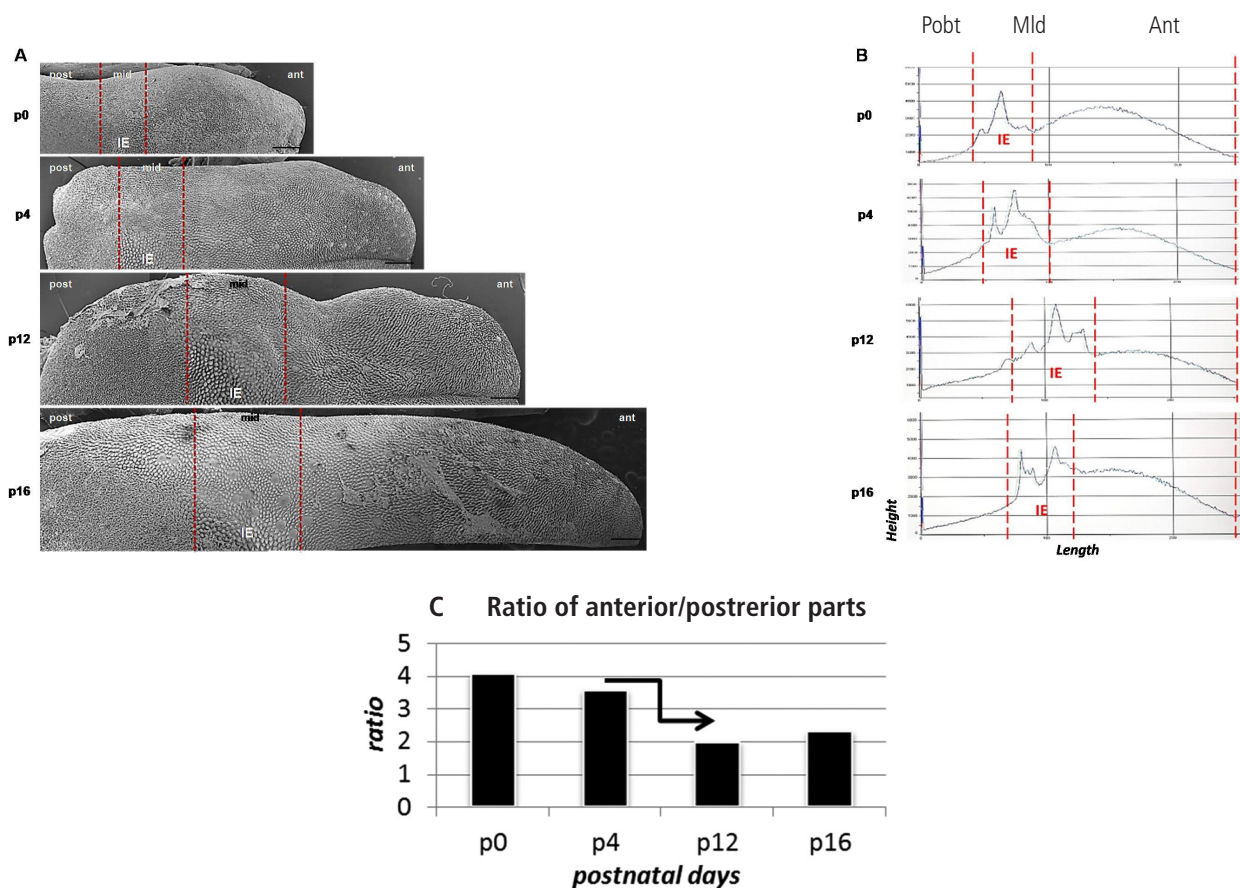 A
post mid ant
p0
IE
post mid ant
p4
IE
post mid ant
p12
IE
post mid ant
p16
IE
Pobt Mld Ant
B
p0
IE
p4
IE
p12
IE
p16
IE
Height
Length
C Ratio of anterior/postrerior parts
5
4
3
2
1
0
ratio
p0 p4 p12 p16
postnatal days